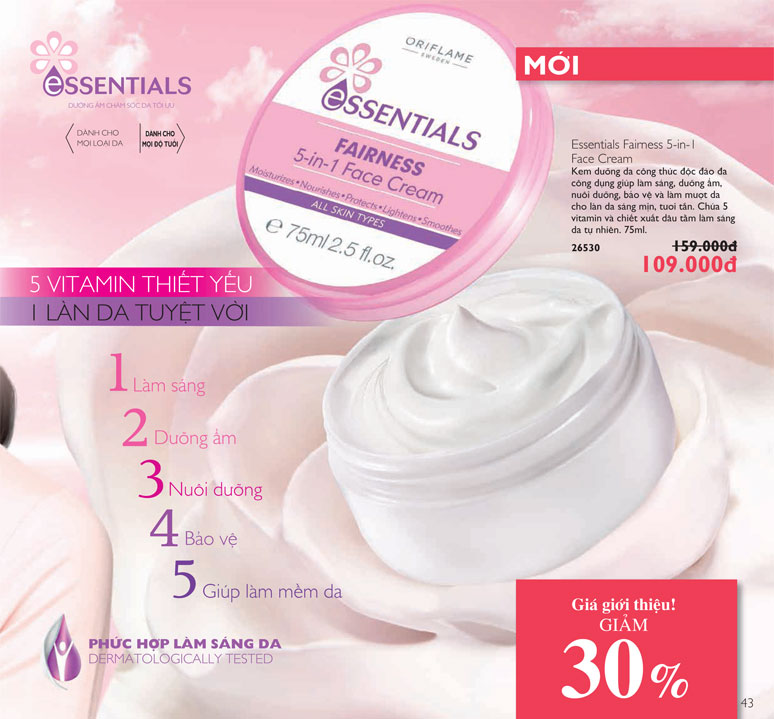 eSSENTIALS
DƯỠNG ẨM CHĂM SÓC DA TỐI ƯU
DÀNH CHO
MỌI LOẠI DA
DÀNH CHO
MỌI ĐỘ TUỔI
ORIFLAME
SWEDEN
eSSENTIALS
FAIRNESS
5-in-1 Face Cream
Moisturizes • Nourishes • Protects • Lightens • Smoothes
ALL SKIN TYPES
e 75ml 2.5 fl.oz.
MỚI
Essentials Fairness 5-in-1
Face Cream
Kem dưỡng da công thức độc đáo đa
công dụng giúp làm sáng, dưỡng ẩm,
nuôi dưỡng, bảo vệ và làm mượt da
cho làn da sáng mịn, tươi tắn. Chứa 5
vitamin và chiết xuất dâu tằm làm sáng
da tự nhiên. 75ml.
26530 159.000đ
109.000đ
5 VITAMIN THIẾT YẾU
1 LÀN DA TUYỆT VỜI
1 Làm sáng
2 Dưỡng ẩm
3 Nuôi dưỡng
4 Bảo vệ
5 Giúp làm mềm da
PHỨC HỢP LÀM SÁNG DA
DERMATOLOGICALLY TESTED
Giá giới thiệu!
GIẢM
30%
43